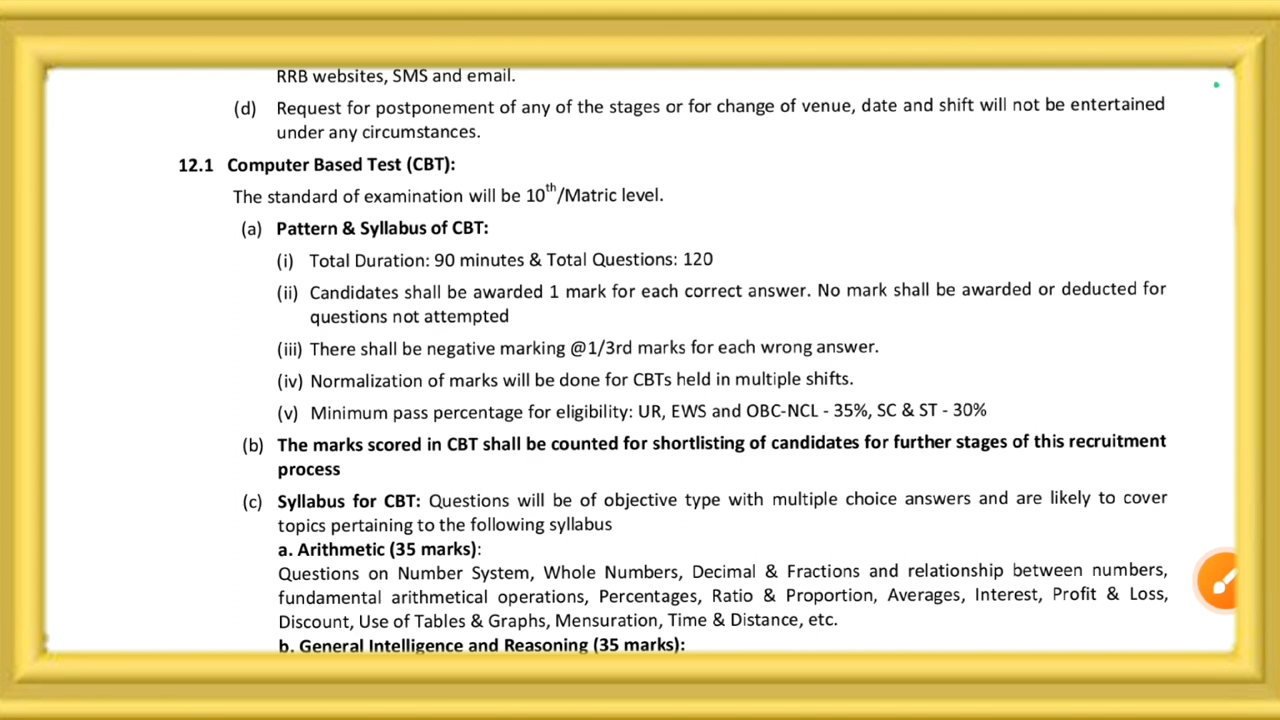 RRB websites, SMS and email.
(d) Request for postponement of any of the stages or for change of venue, date and shift will not be entertained
under any circumstances.
12.1 Computer Based Test (CBT):
The standard of examination will be 10th/Matric level.
(a) Pattern & Syllabus of CBT:
(i) Total Duration: 90 minutes & Total Questions: 120
(ii) Candidates shall be awarded 1 mark for each correct answer. No mark shall be awarded or deducted for
questions not attempted
(iii) There shall be negative marking @1/3rd marks for each wrong answer.
(iv) Normalization of marks will be done for CBTs held in multiple shifts.
(v) Minimum pass percentage for eligibility: UR, EWS and OBC-NCL - 35%, SC & ST - 30%
(b) The marks scored in CBT shall be counted for shortlisting of candidates for further stages of this recruitment
process
(c) Syllabus for CBT: Questions will be of objective type with multiple choice answers and are likely to cover
topics pertaining to the following syllabus
a. Arithmetic (35 marks):
Questions on Number System, Whole Numbers, Decimal & Fractions and relationship between numbers,
fundamental arithmetical operations, Percentages, Ratio & Proportion, Averages, Interest, Profit & Loss,
Discount, Use of Tables & Graphs, Mensuration, Time & Distance, etc.
b. General Intelligence and Reasoning (35 marks):